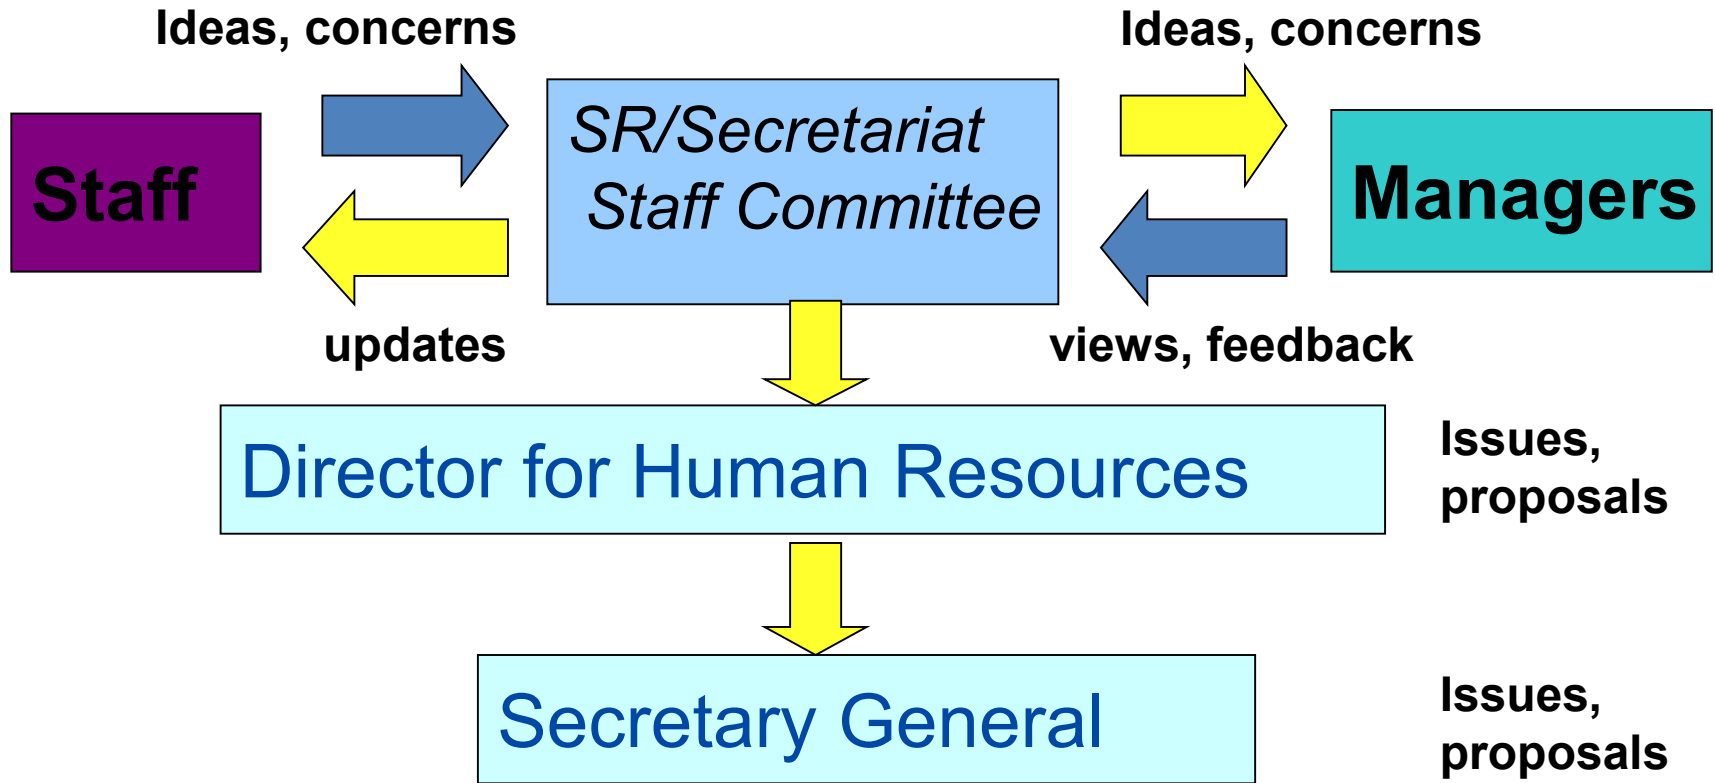 Ideas, concerns
Ideas, concerns
Staff
SR/Secretariat
Staff Committee
Managers
updates
views, feedback
Director for Human Resources
Issues,
proposals
Secretary General
Issues,
proposals